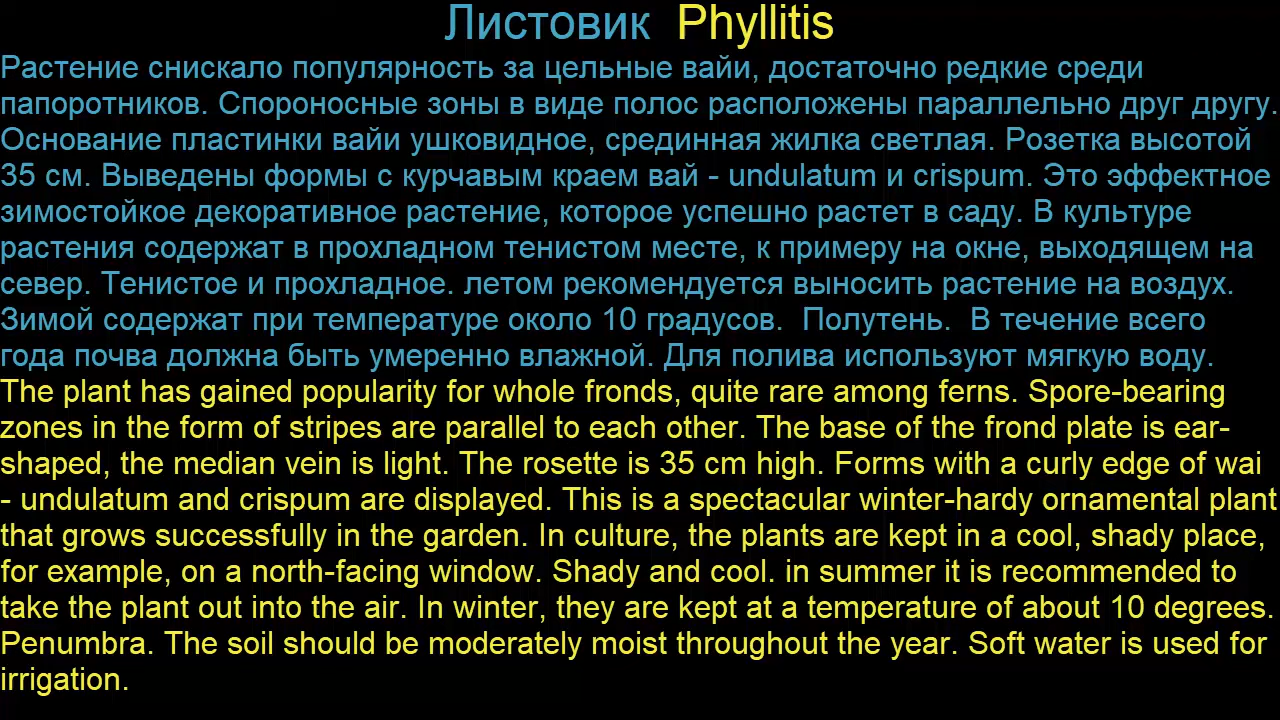 Листовик  Phyllitis
Растение снискало популярность за цельные вайи, достаточно редкие среди
папоротников. Спороносные зоны в виде полос расположены параллельно друг другу.
Основание пластинки вайи ушковидное, срединная жилка светлая. Розетка высотой
35 см. Выведены формы с курчавым краем вай - undulatum и crispum. Это эффектное
зимостойкое декоративное растение, которое успешно растет в саду. В культуре
растения содержат в прохладном тенистом месте, к примеру на окне, выходящем на
север. Тенистое и прохладное. летом рекомендуется выносить растение на воздух.
Зимой содержат при температуре около 10 градусов.  Полутень.  В течение всего
года почва должна быть умеренно влажной. Для полива используют мягкую воду.
The plant has gained popularity for whole fronds, quite rare among ferns. Spore-bearing
zones in the form of stripes are parallel to each other. The base of the frond plate is ear-
shaped, the median vein is light. The rosette is 35 cm high. Forms with a curly edge of wai
- undulatum and crispum are displayed. This is a spectacular winter-hardy ornamental plant
that grows successfully in the garden. In culture, the plants are kept in a cool, shady place,
for example, on a north-facing window. Shady and cool. in summer it is recommended to
take the plant out into the air. In winter, they are kept at a temperature of about 10 degrees.
Penumbra. The soil should be moderately moist throughout the year. Soft water is used for
irrigation.